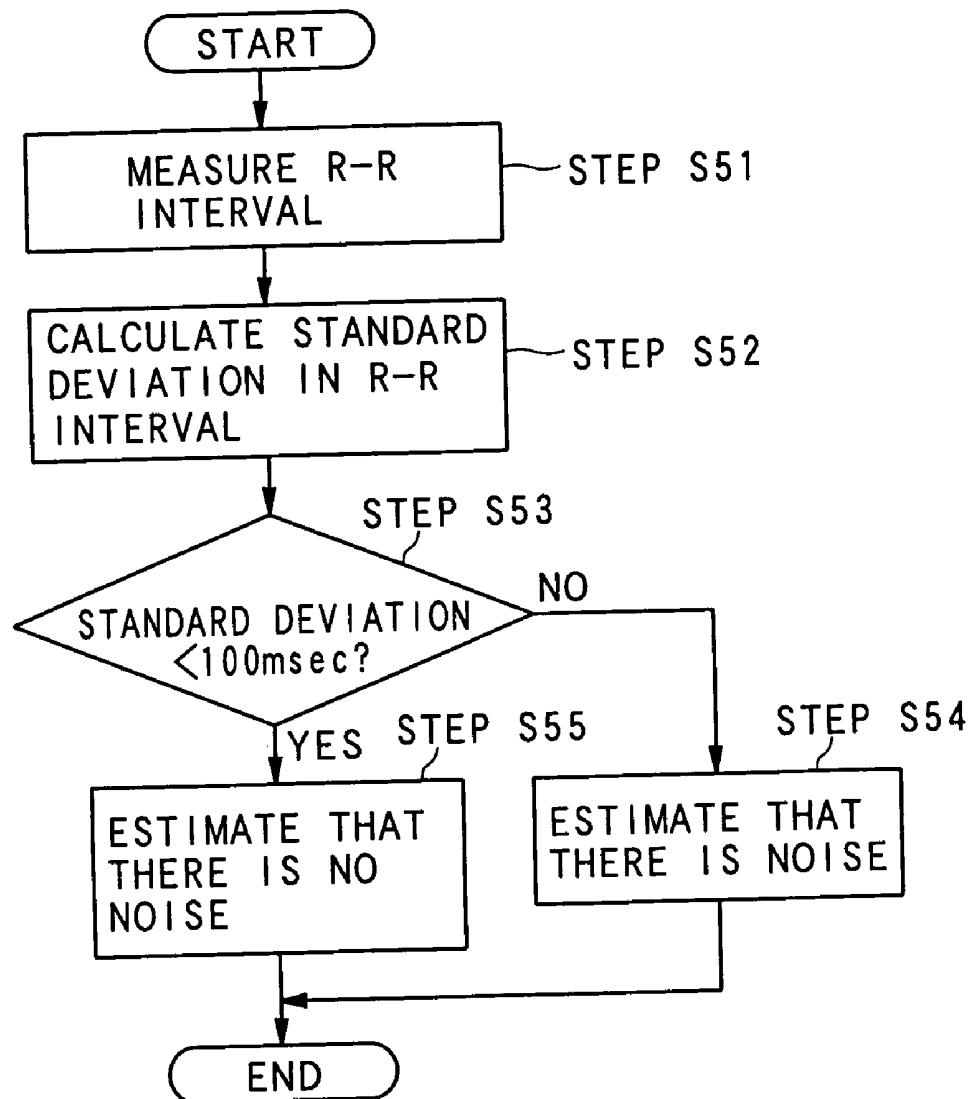 START
MEASURE R-R
INTERVAL
STEP S51
CALCULATE STANDARD
DEVIATION IN R-R
INTERVAL
STEP S52
STEP S53
STANDARD DEVIATION
<100msec?
NO
YES
STEP S55
STEP S54
ESTIMATE THAT
THERE IS NO
NOISE
ESTIMATE THAT
THERE IS NOISE
END